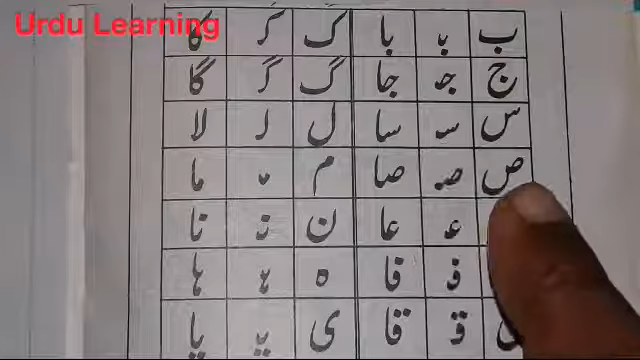 Urdu Learning
ب بـ با ک کـ کا
ج جـ جا گ گـ گا
س سـ سا ل لـ لا
ص صـ صا م مـ ما
عـ عا ن نـ نا
فـ فا ہ ہـ ہا
قـ قا ی یـ یا